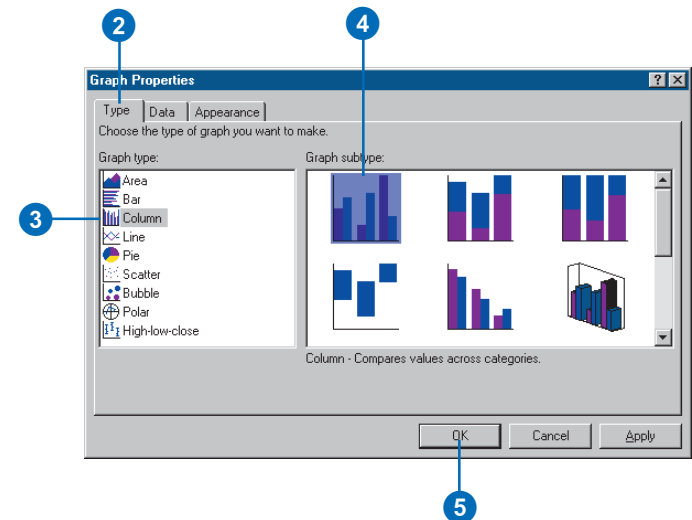 2
4
Graph Properties
Type Data Appearance
Choose the type of graph you want to make.
Graph type:
Graph subtype:
Area
Bar
3
Column
Line
Pie
Scatter
Bubble
Polar
High-low-close
Column - Compares values across categories.
OK Cancel Apply
5